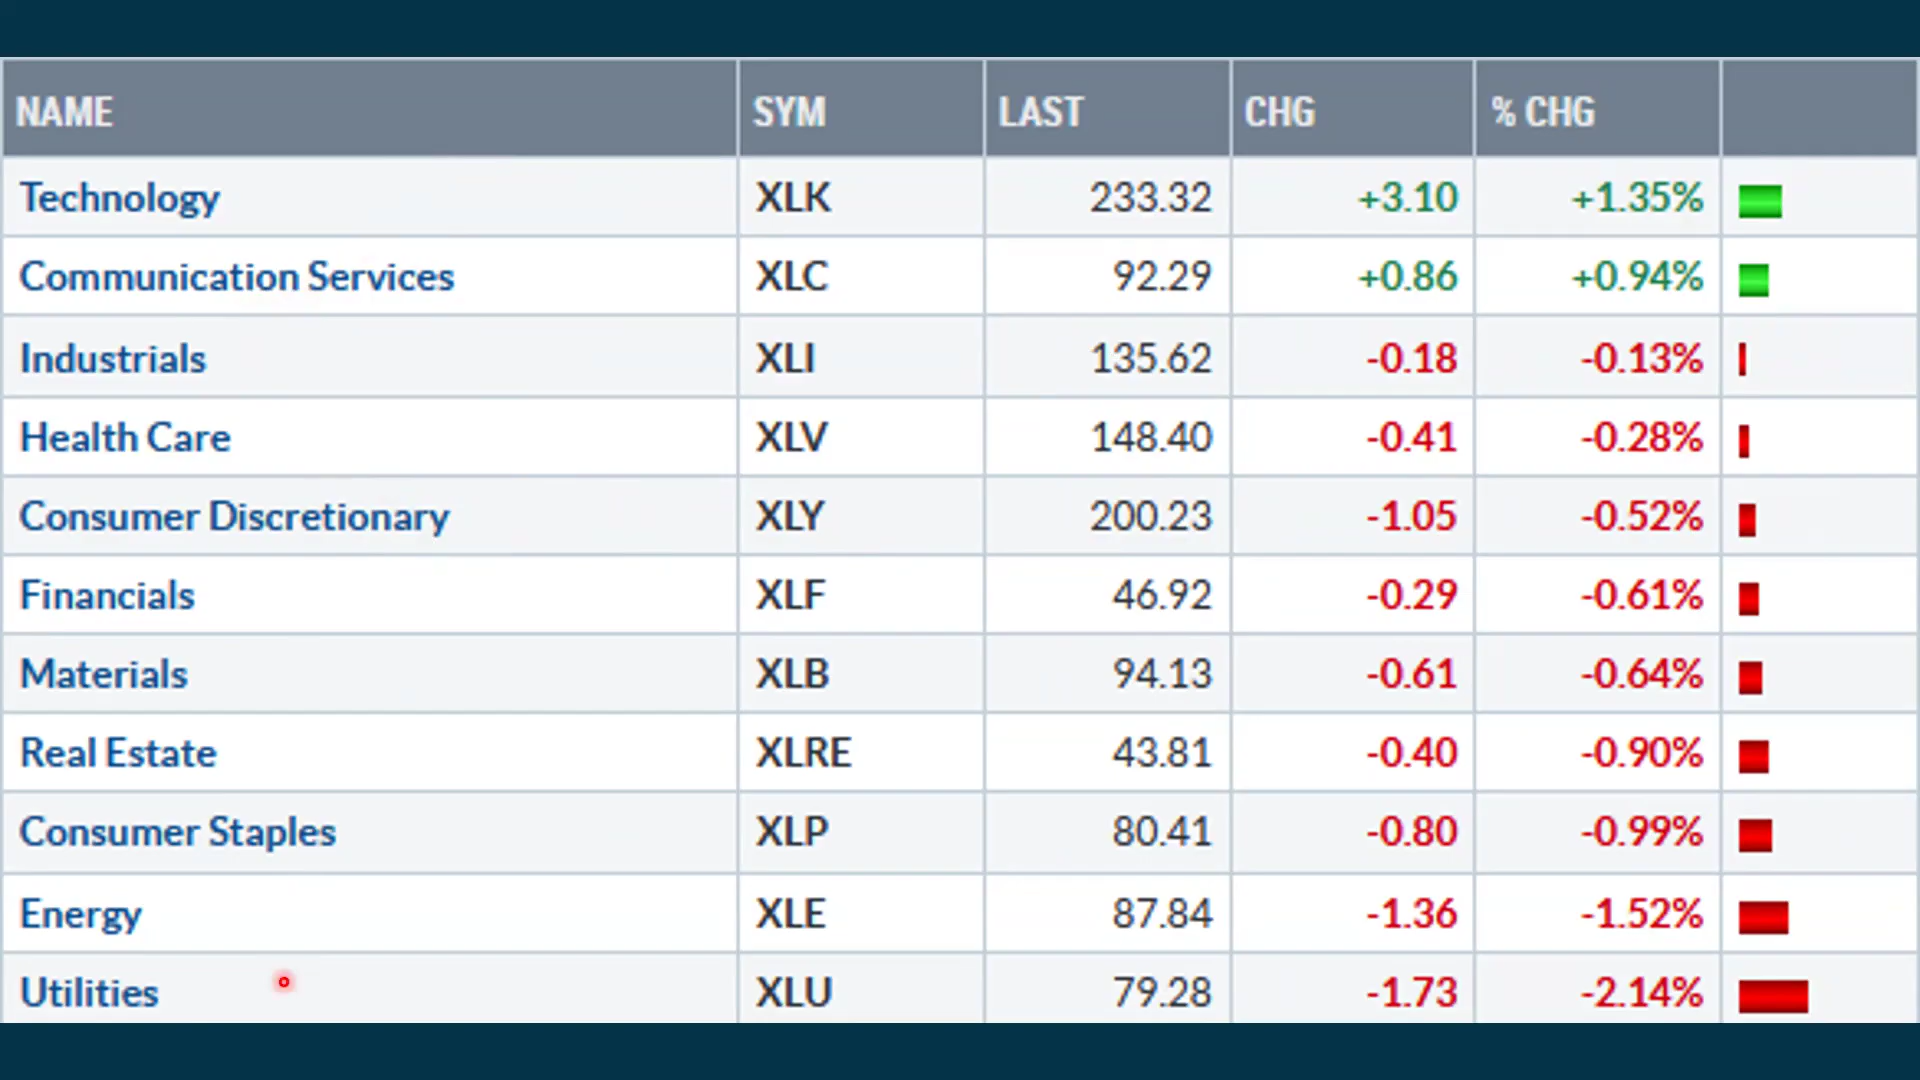 NAME SYM LAST CHG % CHG
Technology XLK 233.32 +3.10 +1.35%
Communication Services XLC 92.29 +0.86 +0.94%
Industrials XLI 135.62 -0.18 -0.13%
Health Care XLV 148.40 -0.41 -0.28%
Consumer Discretionary XLY 200.23 -1.05 -0.52%
Financials XLF 46.92 -0.29 -0.61%
Materials XLB 94.13 -0.61 -0.64%
Real Estate XLRE 43.81 -0.40 -0.90%
Consumer Staples XLP 80.41 -0.80 -0.99%
Energy XLE 87.84 -1.36 -1.52%
Utilities XLU 79.28 -1.73 -2.14%